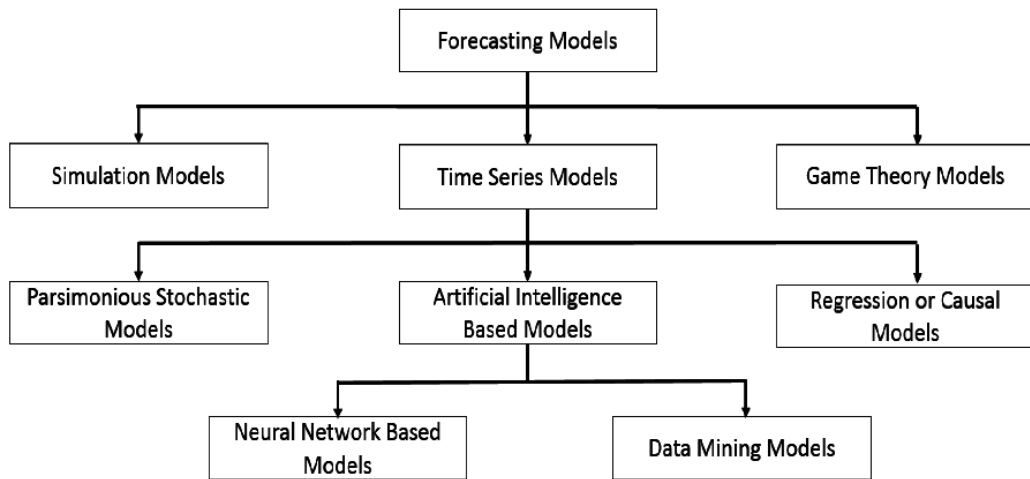 Forecasting Models
Simulation Models
Time Series Models
Game Theory Models
Parsimonious Stochastic
Models
Artificial Intelligence
Based Models
Regression or Causal
Models
Neural Network Based
Models
Data Mining Models